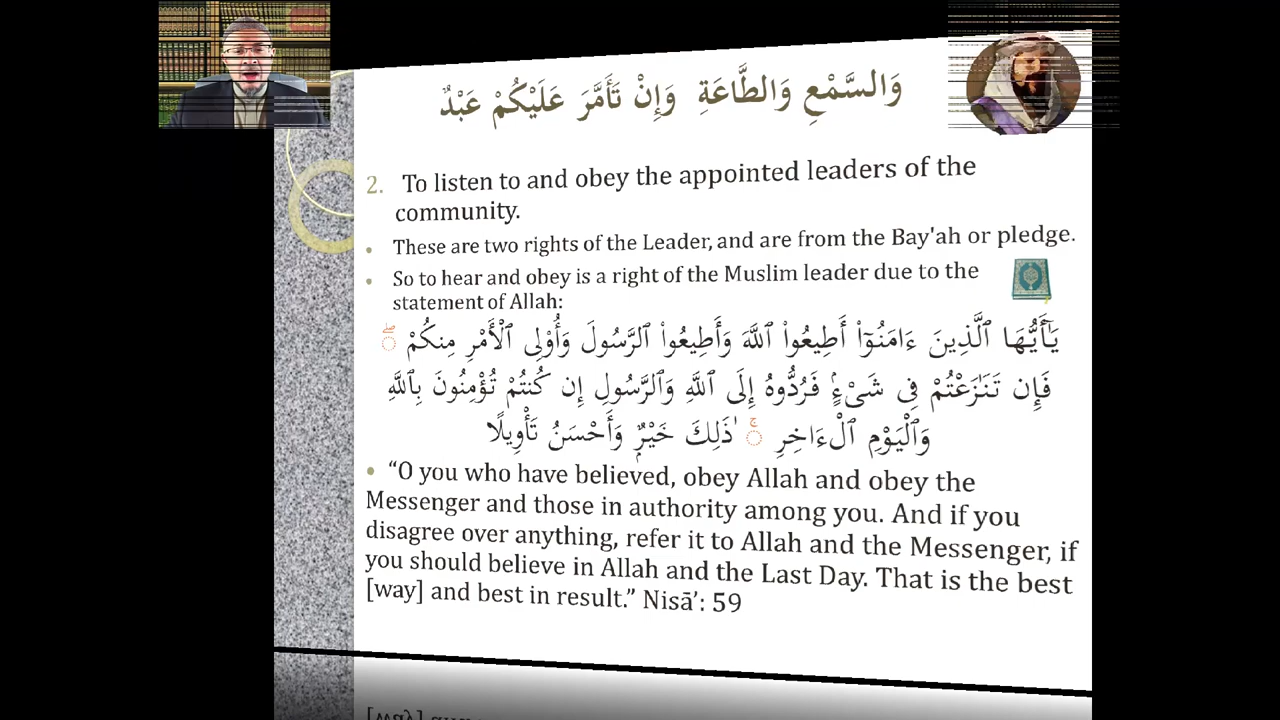 وَالسَّمْعِ وَالطَّاعَةِ وَإِنْ تَأَمَّرَ عَلَيْكُمْ عَبْدٌ
2. To listen to and obey the appointed leaders of the
community.
• These are two rights of the Leader, and are from the Bay'ah or pledge.
• So to hear and obey is a right of the Muslim leader due to the
statement of Allah:
يَٰٓأَيُّهَا ٱلَّذِينَ ءَامَنُوٓا۟ أَطِيعُوا۟ ٱللَّهَ وَأَطِيعُوا۟ ٱلرَّسُولَ وَأُو۟لِى ٱلْأَمْرِ مِنكُمْ ۖ
فَإِن تَنَٰزَعْتُمْ فِى شَىْءٍ فَرُدُّوهُ إِلَى ٱللَّهِ وَٱلرَّسُولِ إِن كُنتُمْ تُؤْمِنُونَ بِٱللَّهِ
وَٱلْيَوْمِ ٱلْءَاخِرِ ۚ ذَٰلِكَ خَيْرٌ وَأَحْسَنُ تَأْوِيلًا
• “O you who have believed, obey Allah and obey the
Messenger and those in authority among you. And if you
disagree over anything, refer it to Allah and the Messenger, if
you should believe in Allah and the Last Day. That is the best
[way] and best in result.” Nisā’: 59